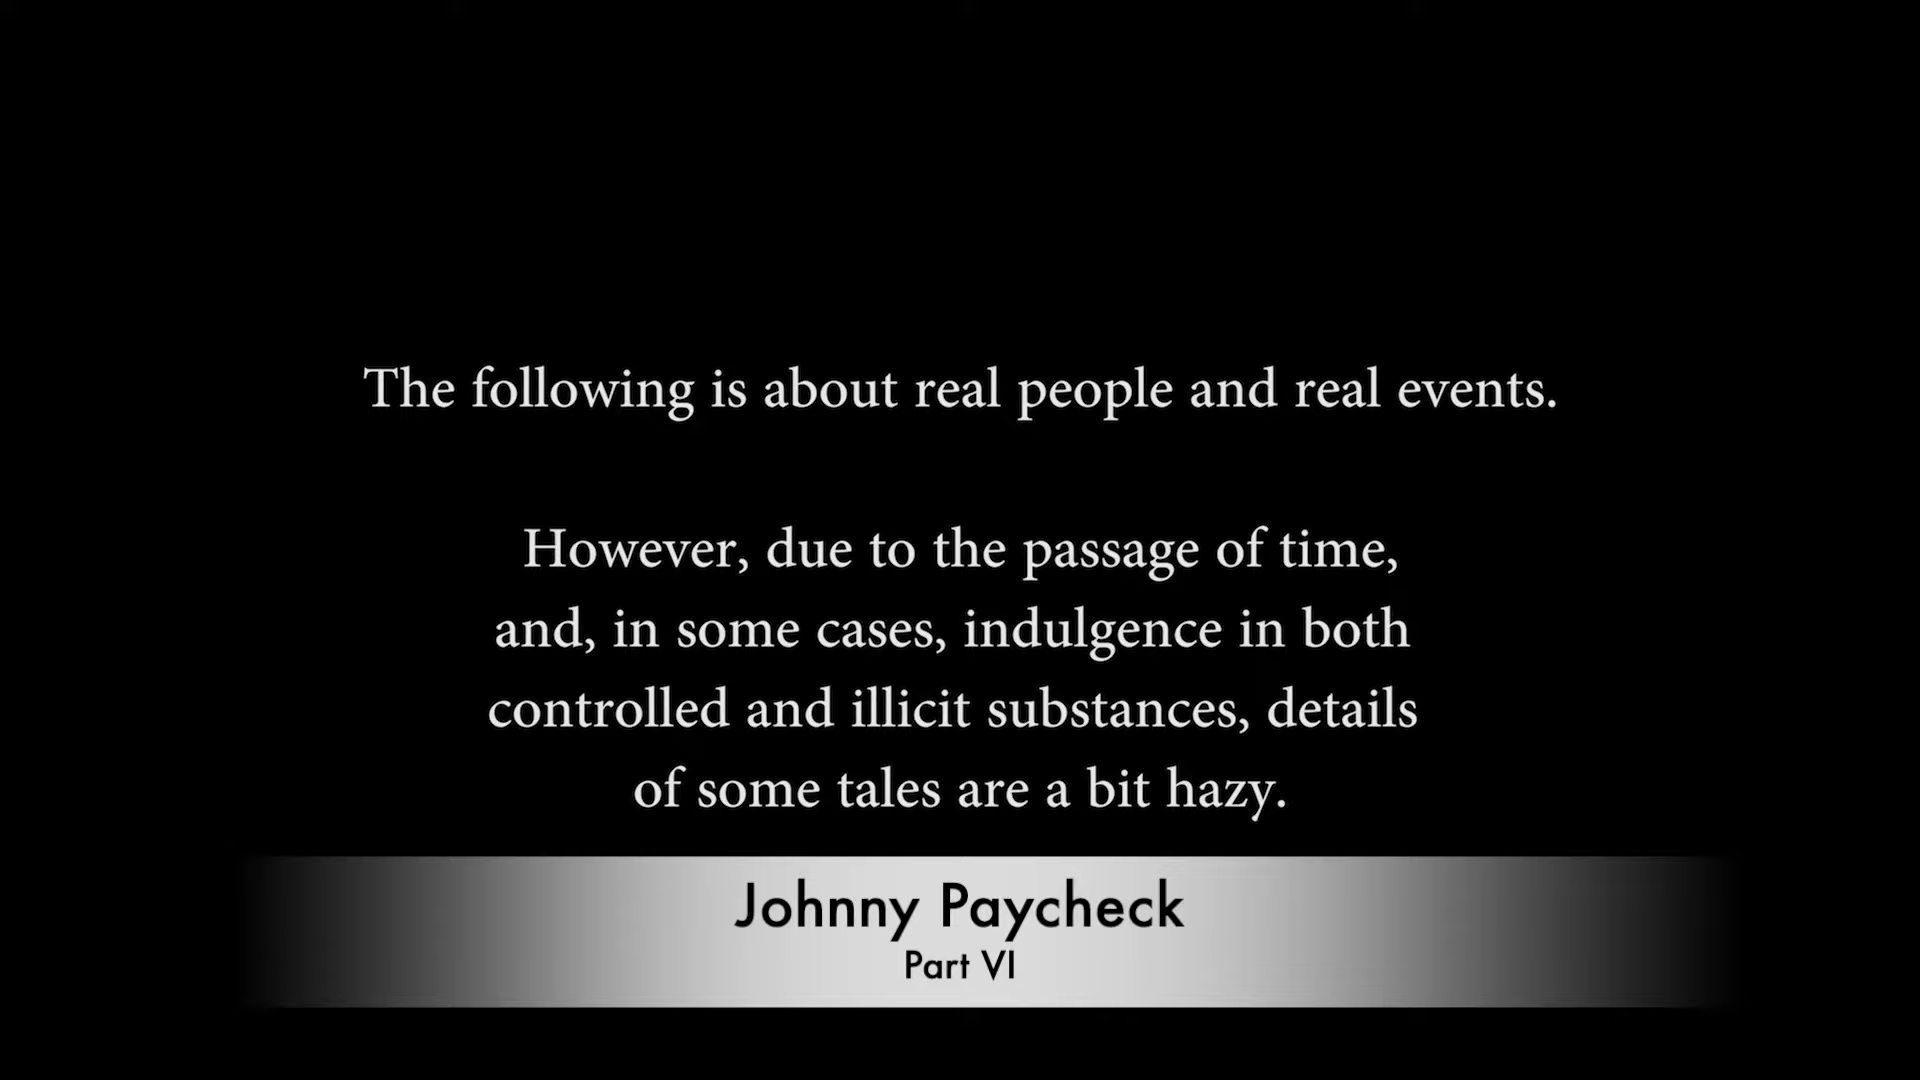 The following is about real people and real events.
However, due to the passage of time,
and, in some cases, indulgence in both
controlled and illicit substances, details
of some tales are a bit hazy.
Johnny Paycheck
Part VI